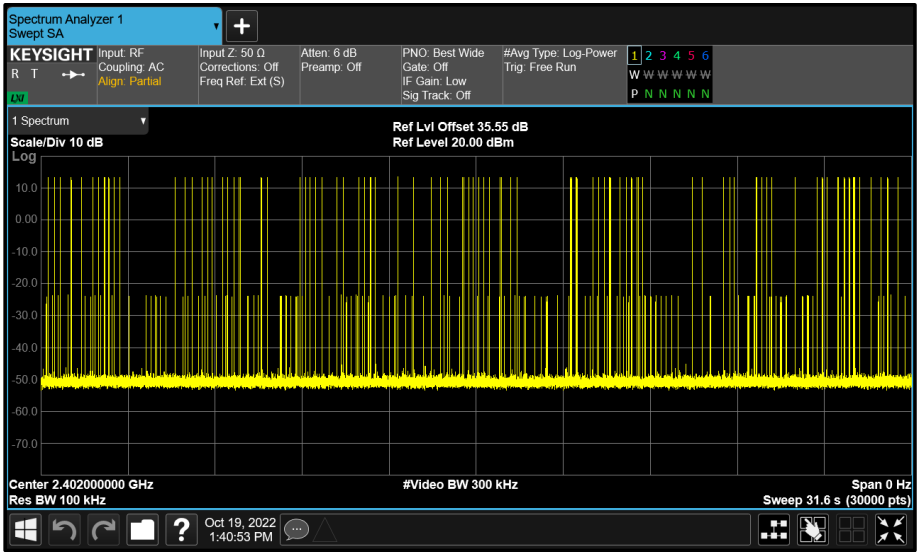 Spectrum Analyzer 1
Swept SA
+
KEYSIGHT
R T
LXI
Input: RF
Coupling: AC
Align: Partial
Input Z: 50 Ω
Corrections: Off
Freq Ref: Ext (S)
Atten: 6 dB
Preamp: Off
PNO: Best Wide
Gate: Off
IF Gain: Low
Sig Track: Off
#Avg Type: Log-Power
Trig: Free Run
1 2 3 4 5 6
W W W W W W
P N N N N N
1 Spectrum
Scale/Div 10 dB
Ref Lvl Offset 35.55 dB
Ref Level 20.00 dBm
Log
10.0
0.00
-10.0
-20.0
-30.0
-40.0
-50.0
-60.0
-70.0
Center 2.402000000 GHz
#Video BW 300 kHz
Span 0 Hz
Res BW 100 kHz
Sweep 31.6 s (30000 pts)
?
Oct 19, 2022
1:40:53 PM